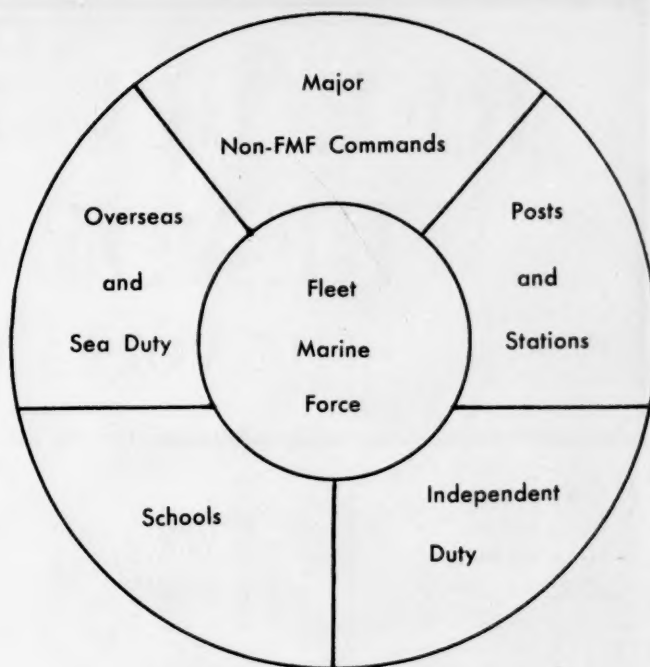 Major
Non-FMF Commands
Overseas
and
Sea Duty
Posts
and
Stations
Fleet
Marine
Force
Schools
Independent
Duty